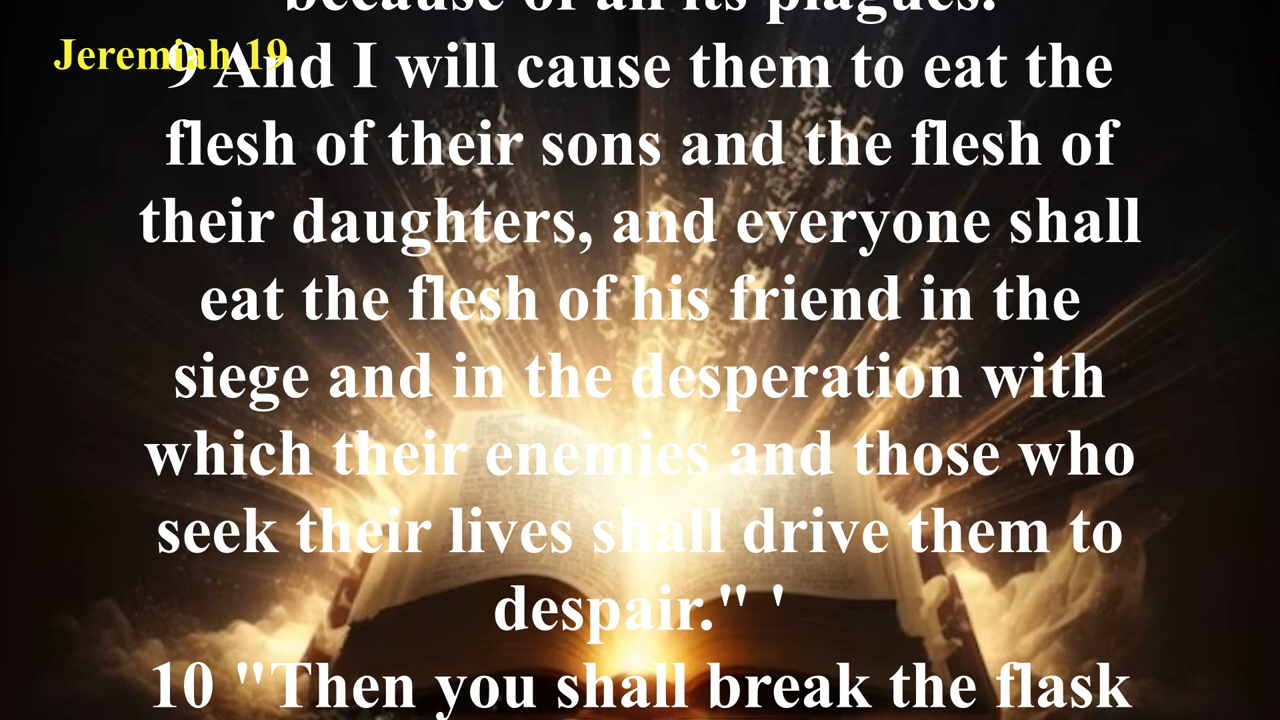 because of all its plagues.
Jeremiah 19
9 And I will cause them to eat the
flesh of their sons and the flesh of
their daughters, and everyone shall
eat the flesh of his friend in the
siege and in the desperation with
which their enemies and those who
seek their lives shall drive them to
despair." '
10 "Then you shall break the flask